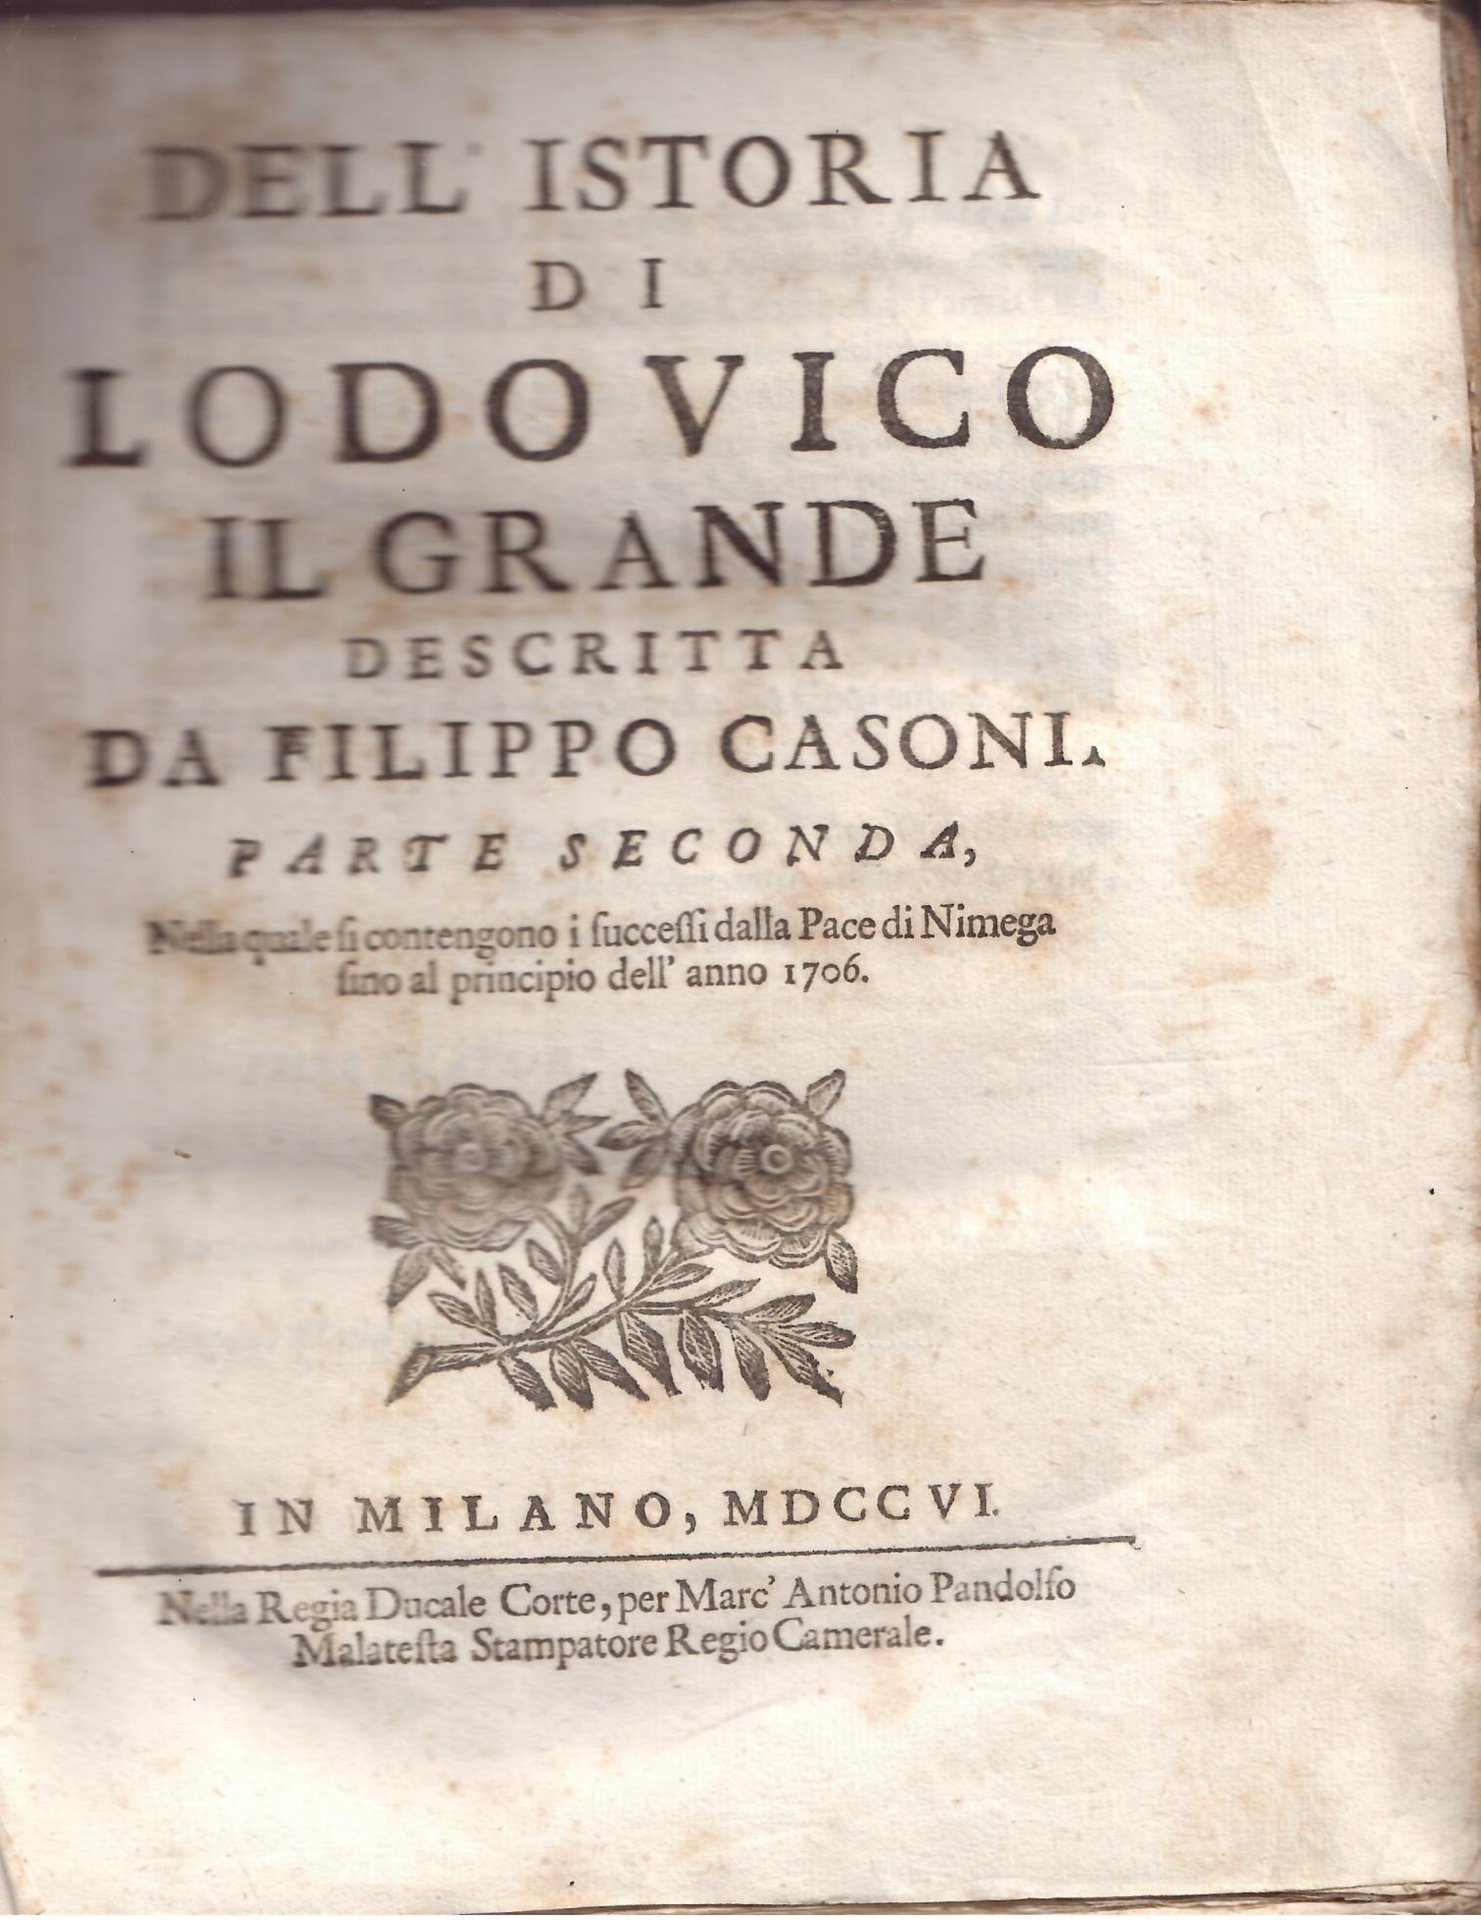 DELL' ISTORIA
DI
LODOVICO
IL GRANDE
DESCRITTA
DA FILIPPO CASONI.
PARTE SECONDA,
Nella quale ſi contengono i ſucceſſi dalla Pace di Nimega
ſino al principio dell' anno 1706.
IN MILANO, MDCCVI.
Nella Regia Ducale Corte, per Marc' Antonio Pandolfo
Malateſta Stampatore Regio Camerale.